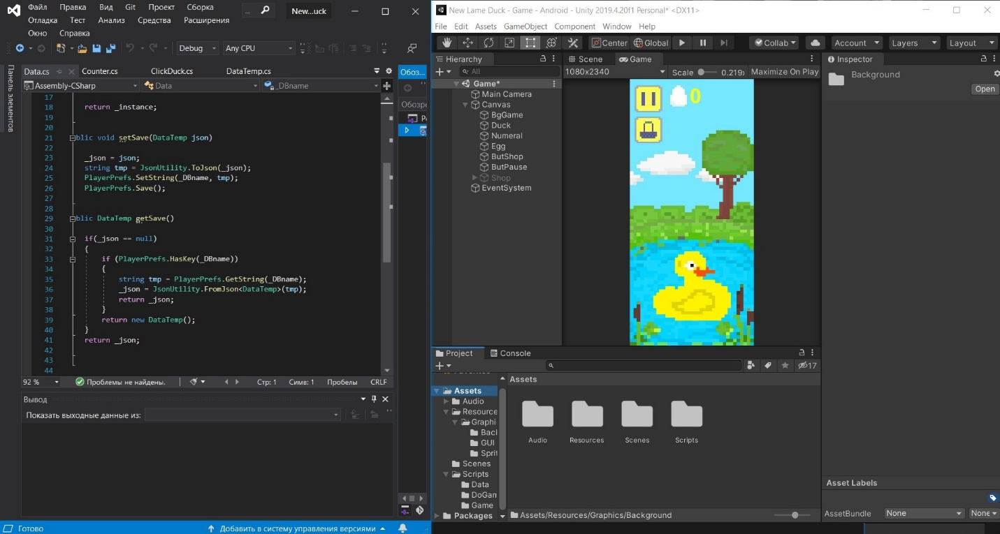 Файл Правка Вид Git Проект Сборка
Отладка Тест Анализ Средства Расширения
Окно Справка
... New...uck
Debug Any CPU
Панель элементов
Data.cs Counter.cs ClickDuck.cs DataTemp.cs
Assembly-CSharp Data _DBname
17
18 return _instance;
19
20
21 blic void setSave(DataTemp json)
22
23 _json = json;
24 string tmp = JsonUtility.ToJson(_json);
25 PlayerPrefs.SetString(_DBname, tmp);
26 PlayerPrefs.Save();
27
28
29 blic DataTemp getSave()
30
31 if(_json == null)
32 {
33 if (PlayerPrefs.HasKey(_DBname))
34 {
35 string tmp = PlayerPrefs.GetString(_DBname);
36 _json = JsonUtility.FromJson<DataTemp>(tmp);
37 return _json;
38 }
39 return new DataTemp();
40 }
41 return _json;
42
43
44
92 % Проблемы не найдены. Стр: 1 Симв: 1 Пробелы CRLF
Вывод
Показать выходные данные из:
Обоз...
Обозре
Готово Добавить в систему управления версиями
New Lame Duck - Game - Android - Unity 2019.4.20f1 Personal* <DX11>
File Edit Assets GameObject Component Window Help
Center Global Collab Account Layers Layout
Hierarchy
All
Game*
Main Camera
Canvas
BgGame
Duck
Numeral
Egg
ButShop
ButPause
Shop
EventSystem
Scene Game
1080x2340 Scale 0.219 Maximize On Play
0
Inspector
Background
Open
Project Console
17
Assets
Audio
Resource
Graphi
Bacl
GUI
Sprit
Scenes
Scripts
Data
DoGam
Game
Packages
Assets
Audio Resources Scenes Scripts
Assets/Resources/Graphics/Background
Asset Labels
AssetBundle None None